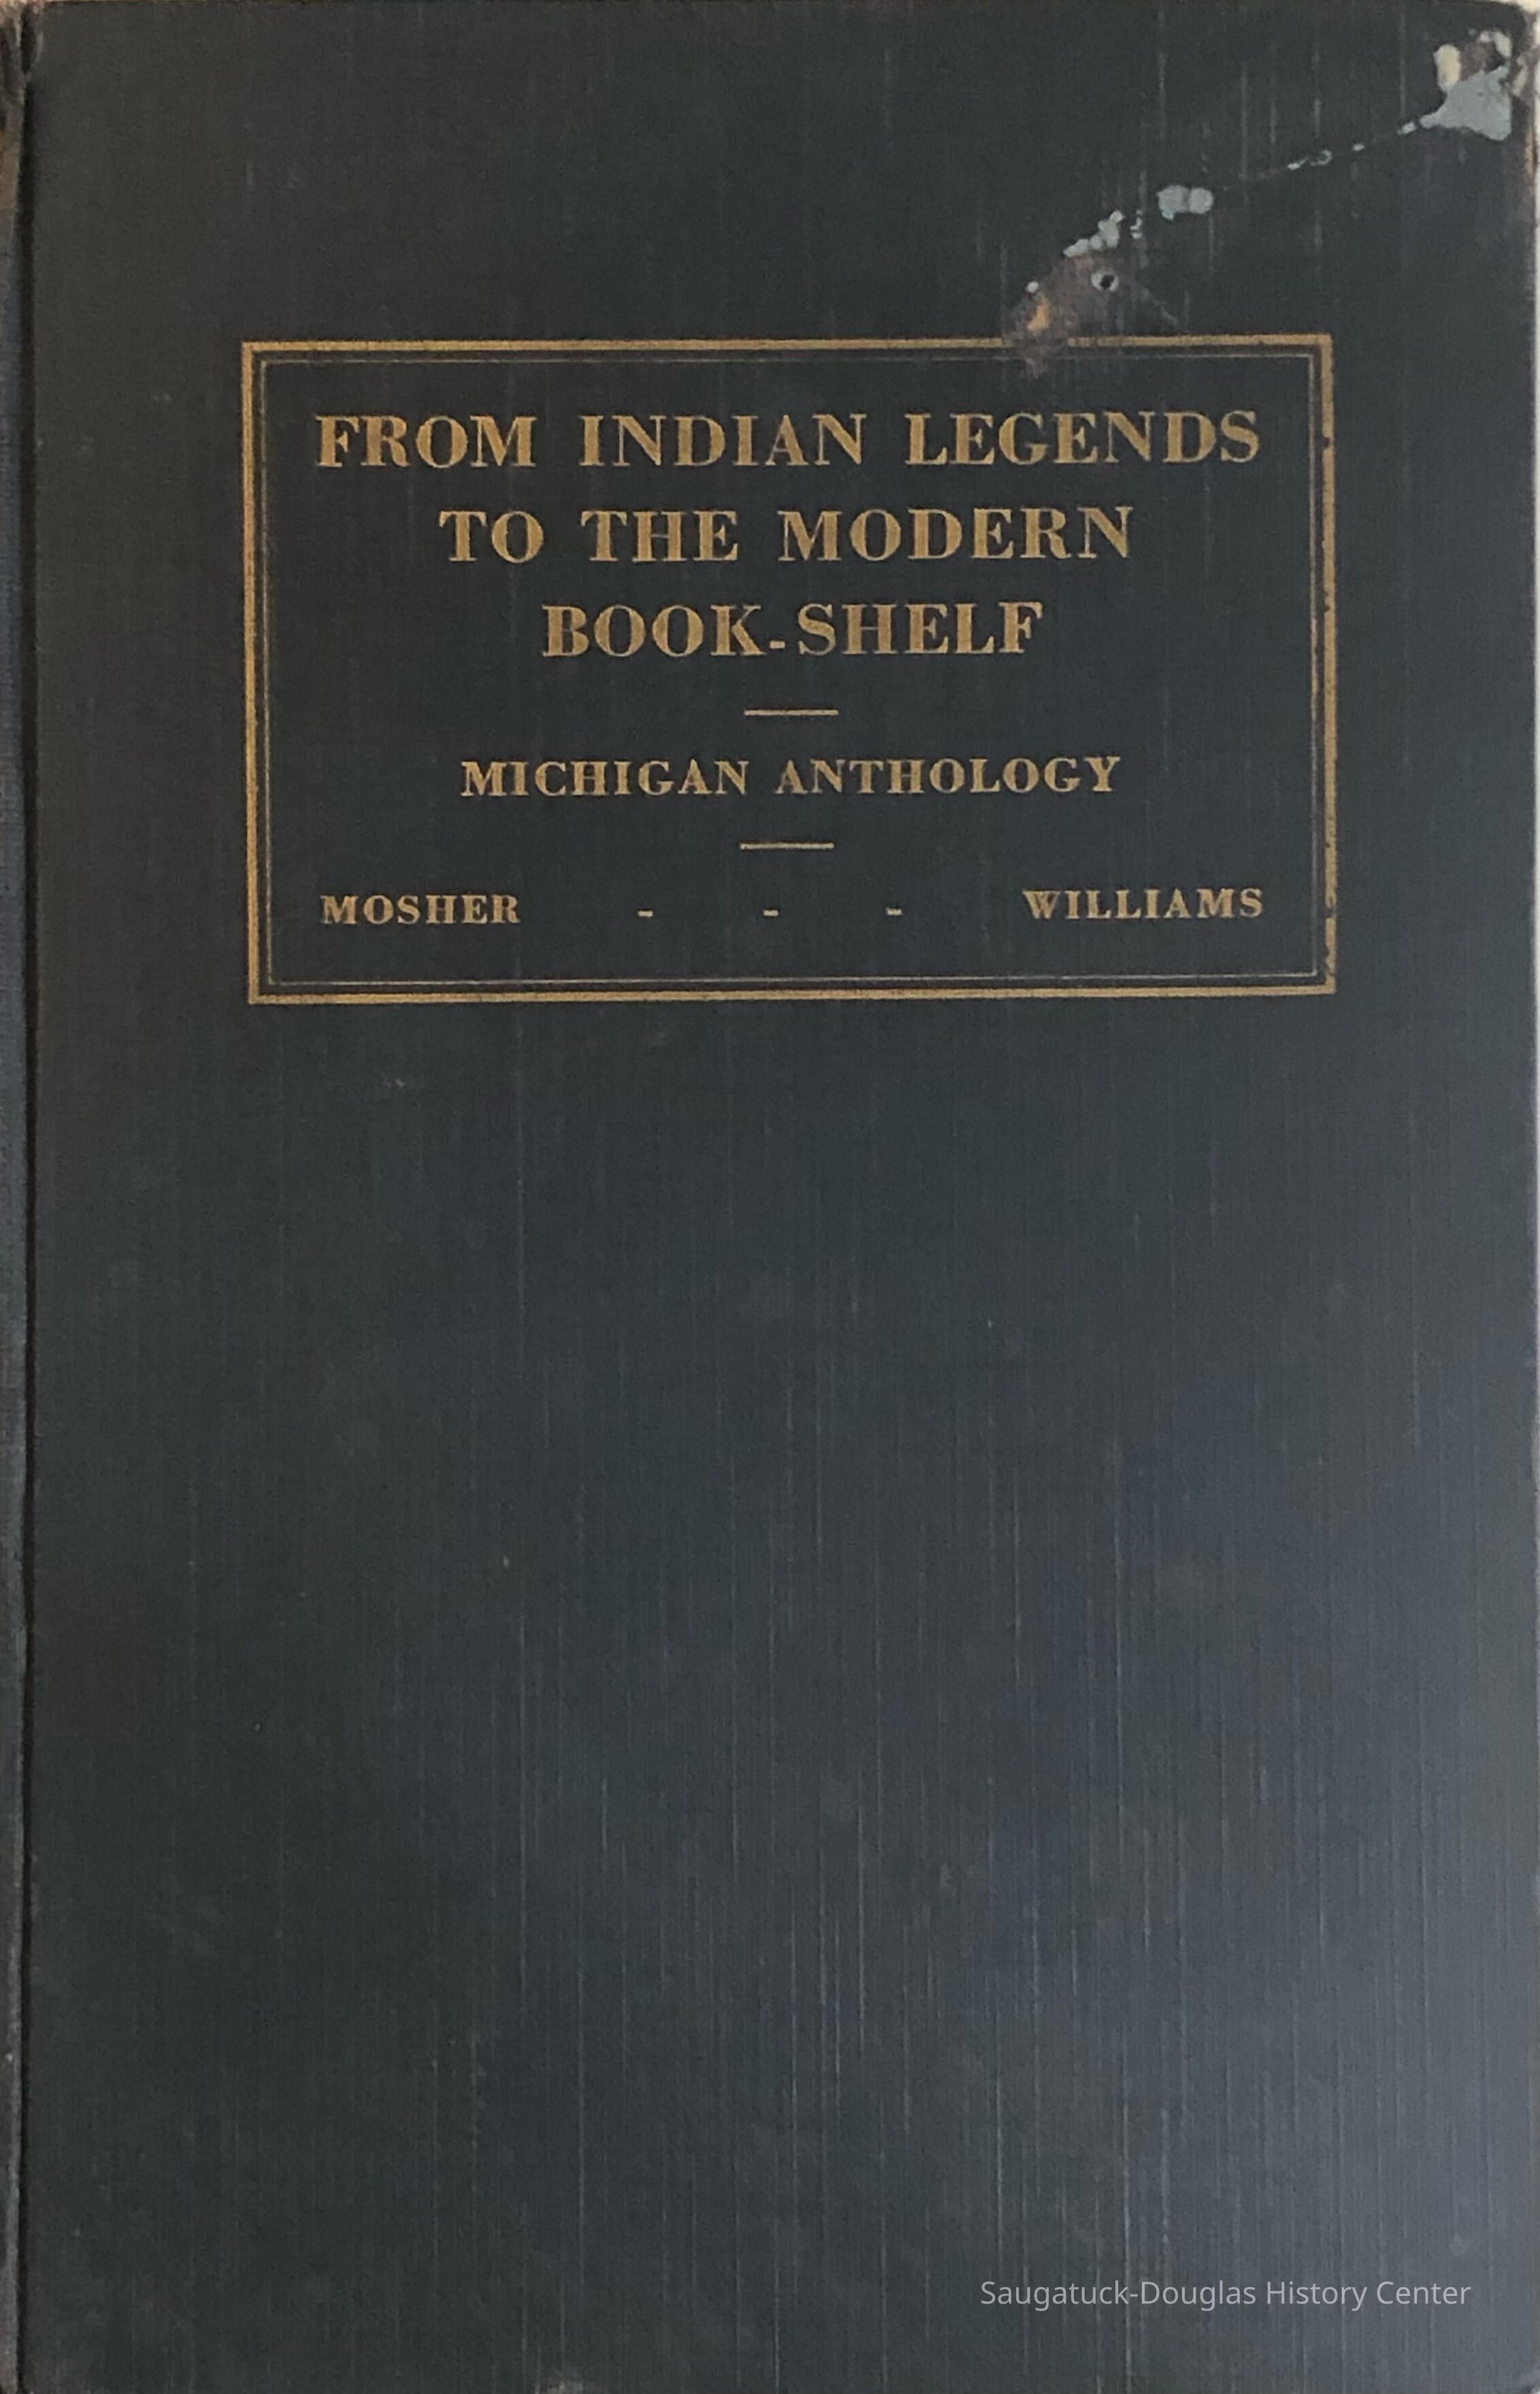 FROM INDIAN LEGENDS
TO THE MODERN
BOOK-SHELF
MICHIGAN ANTHOLOGY
MOSHER - - - WILLIAMS
Saugatuck-Douglas History Center